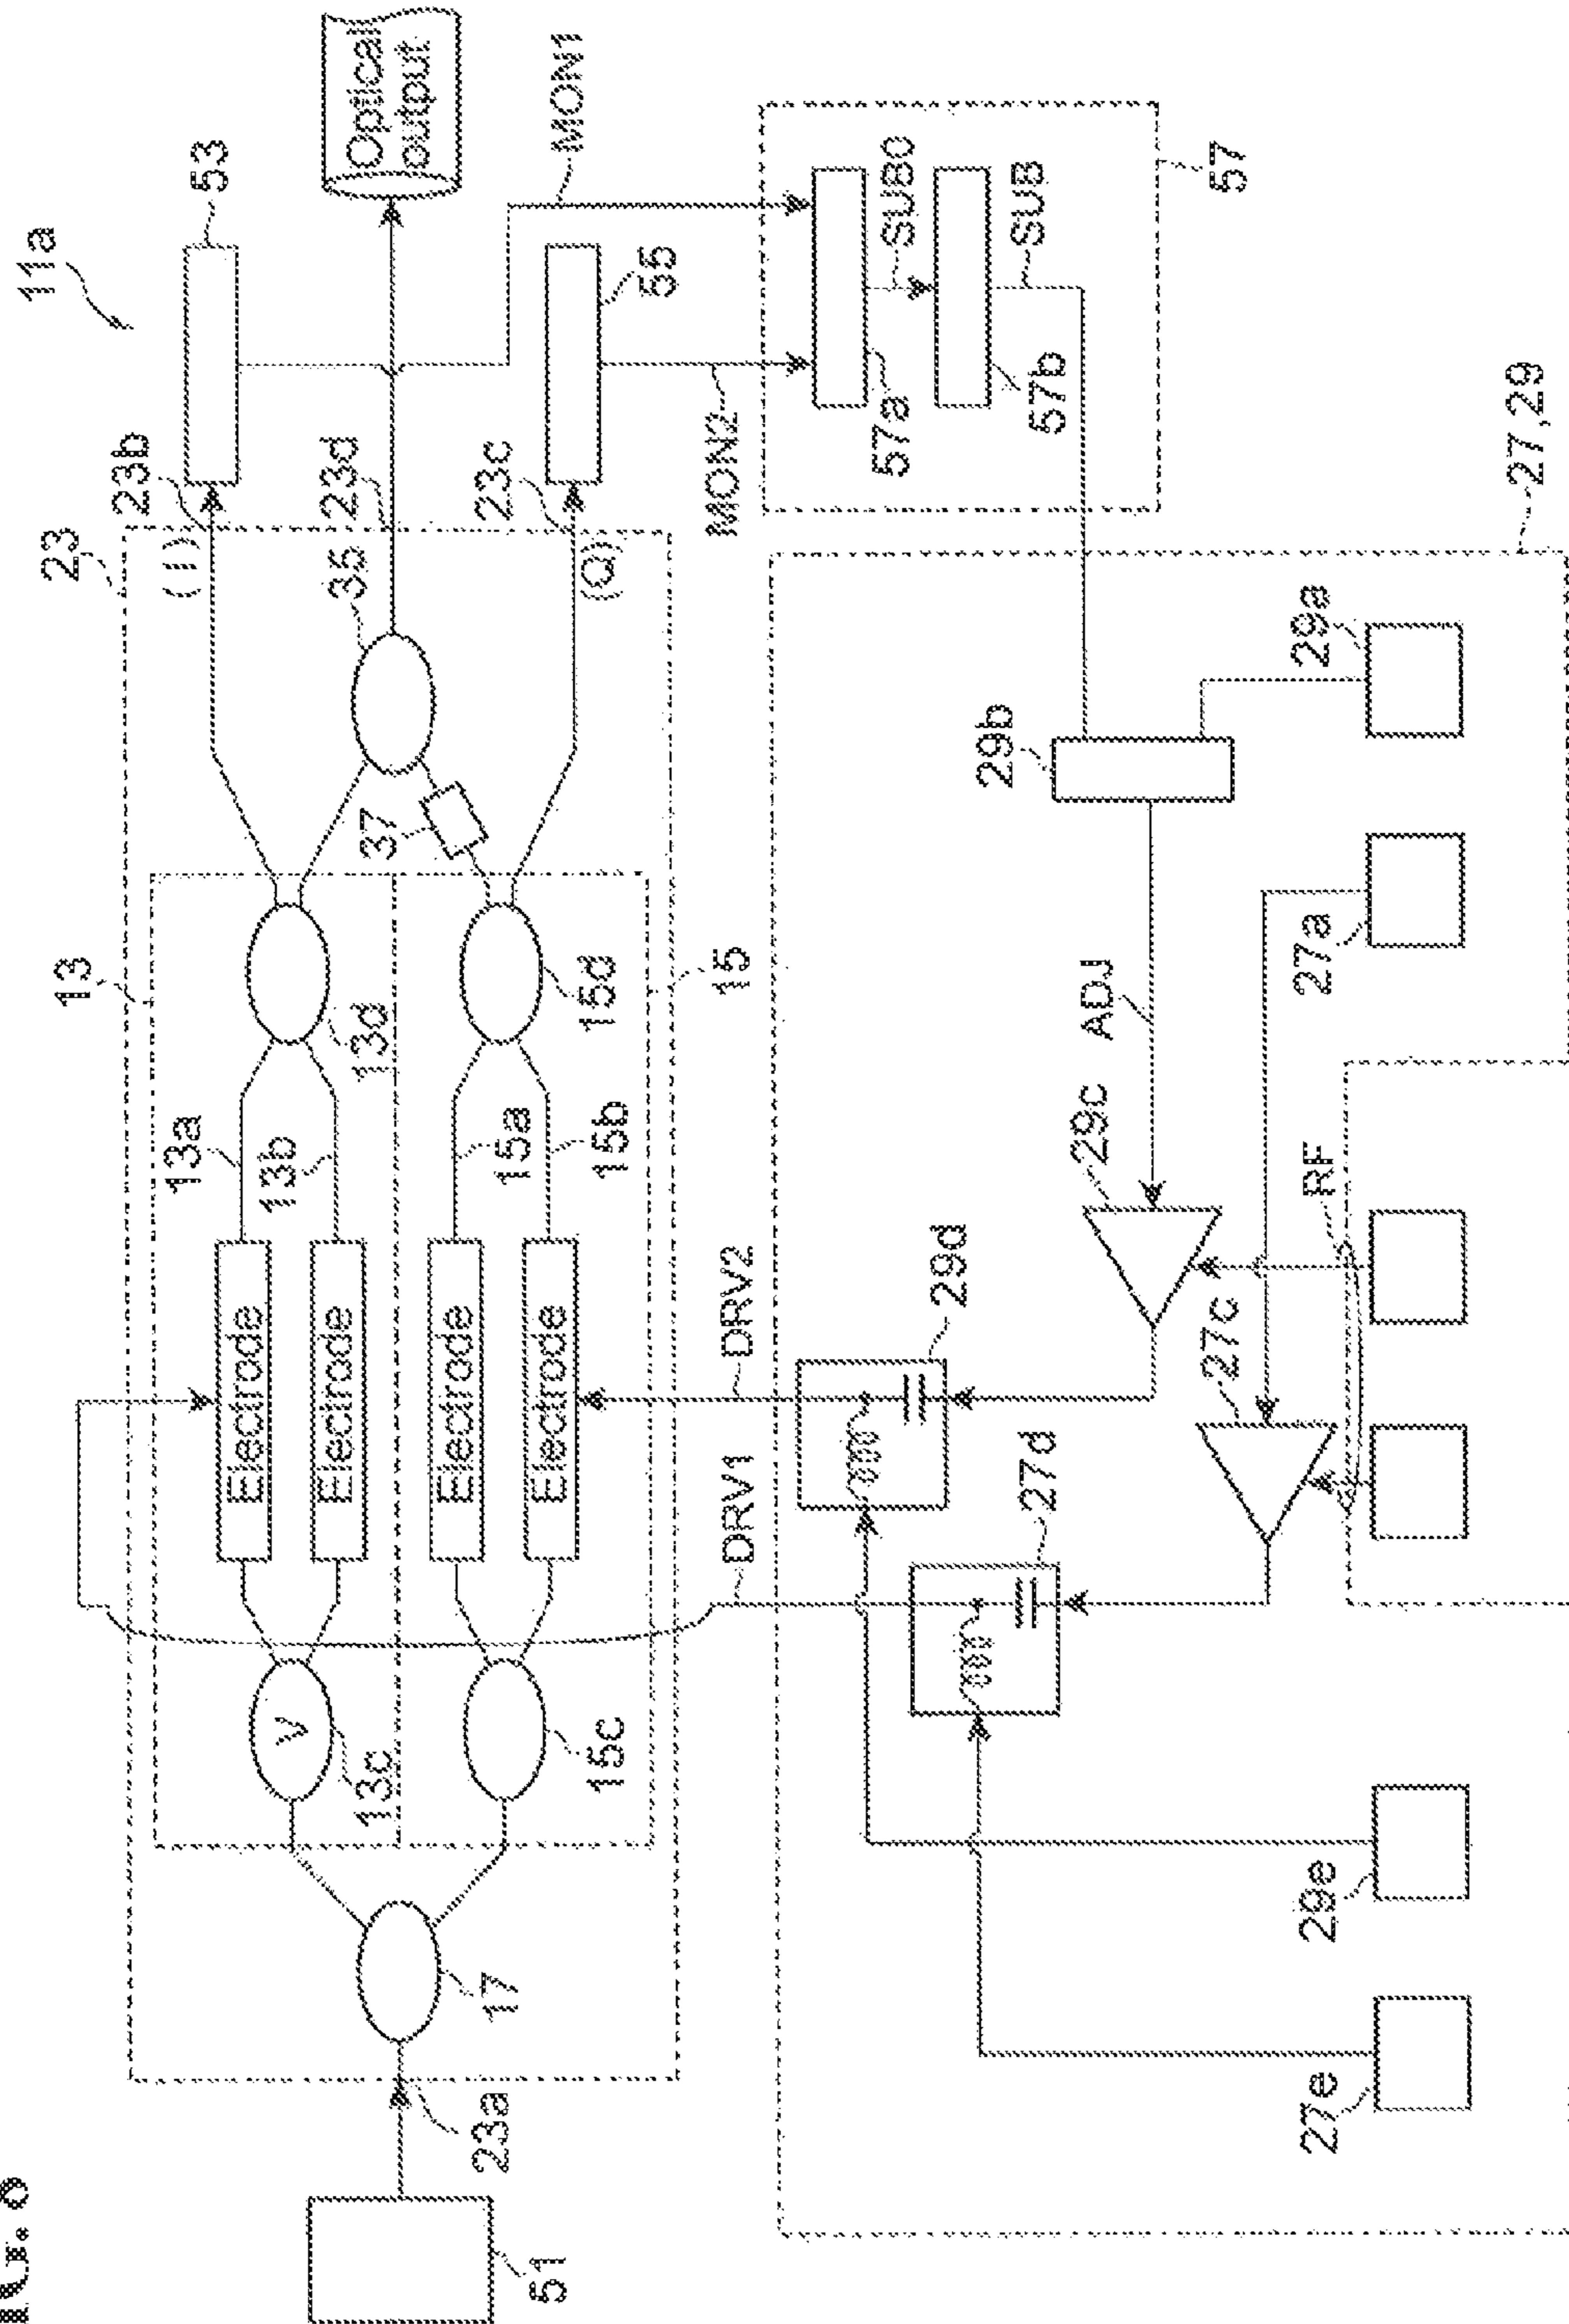 11a
53
Optical
output
MON1
23
23b
(I)
35
23d
23c
(Q)
55
MON2
57
57a
SUB0
57b
SUB
13
13a
13b
13d
37
15
15a
15b
15d
Electrode
Electrode
Electrode
Electrode
V
13c
15c
17
23a
51
DRV1
DRV2
27,29
29a
29b
27a
ADJ
29c
RF
27c
29d
27d
29e
27e